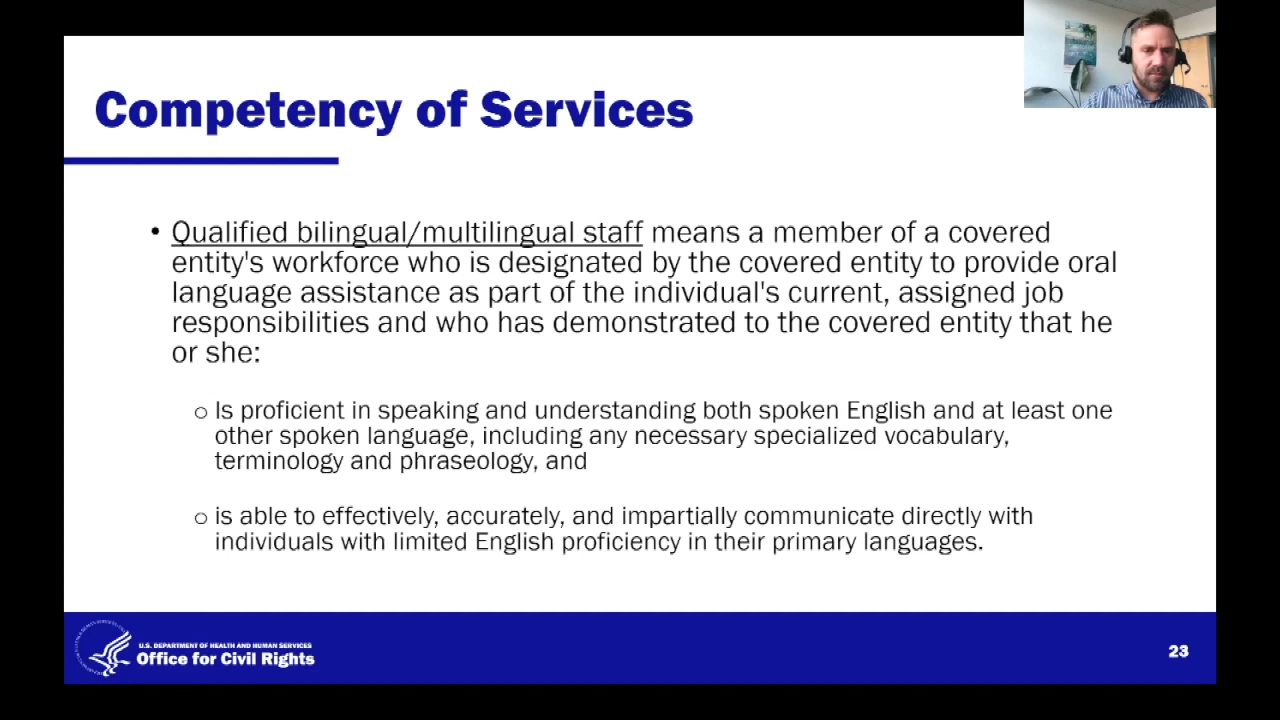 Competency of Services
• Qualified bilingual/multilingual staff means a member of a covered
entity's workforce who is designated by the covered entity to provide oral
language assistance as part of the individual's current, assigned job
responsibilities and who has demonstrated to the covered entity that he
or she:
o Is proficient in speaking and understanding both spoken English and at least one
other spoken language, including any necessary specialized vocabulary,
terminology and phraseology, and
o is able to effectively, accurately, and impartially communicate directly with
individuals with limited English proficiency in their primary languages.
U.S. DEPARTMENT OF HEALTH AND HUMAN SERVICES
Office for Civil Rights
23